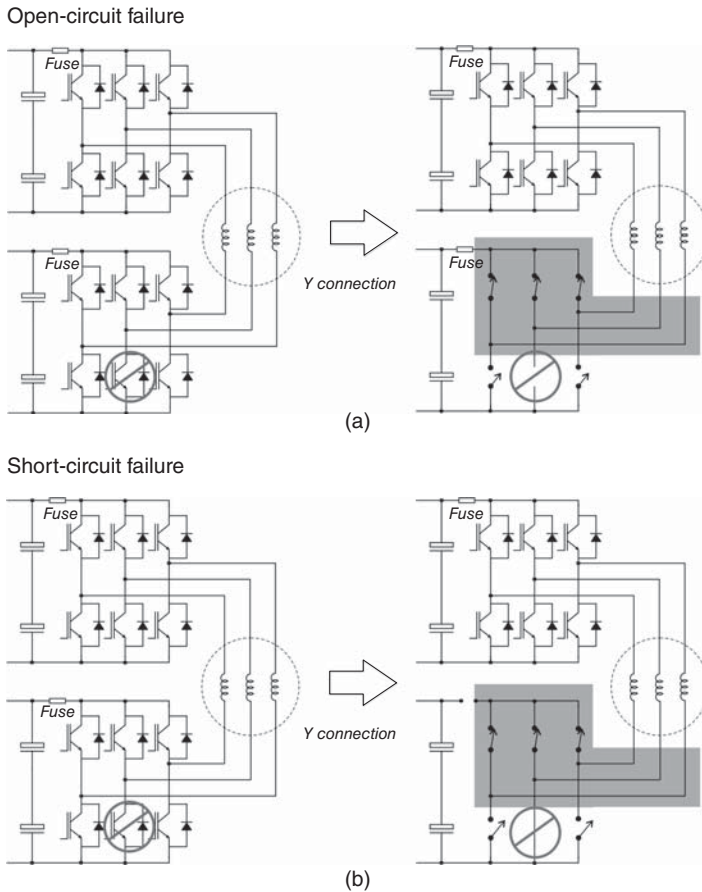 Open-circuit failure
Fuse
Fuse
Fuse
Fuse
Y connection
(a)
Short-circuit failure
Fuse
Fuse
Fuse
Y connection
(b)